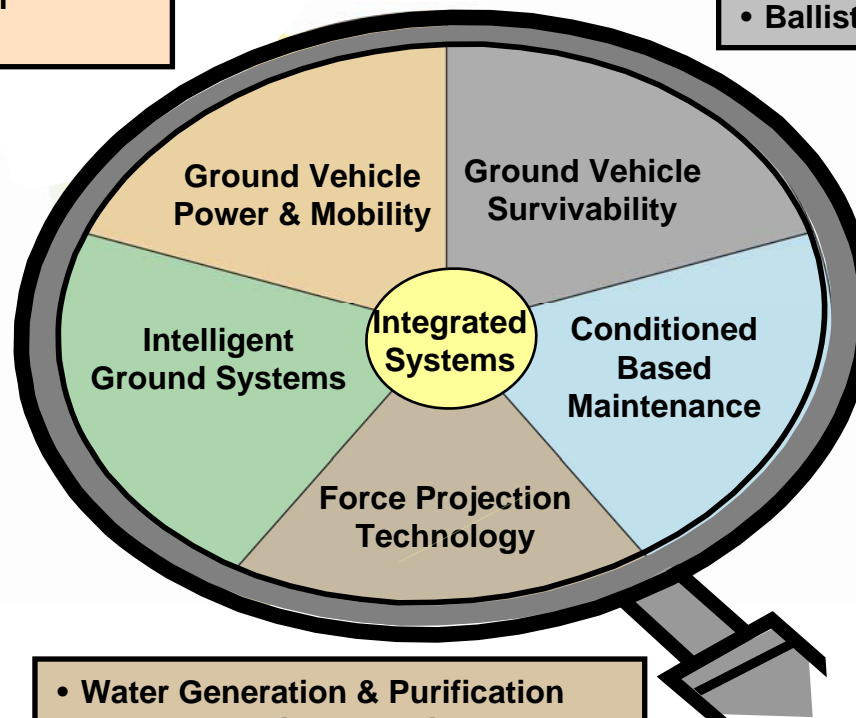 • Ballist
Ground Vehicle
Power & Mobility
Ground Vehicle
Survivability
Integrated
Systems
Intelligent
Ground Systems
Conditioned
Based
Maintenance
Force Projection
Technology
• Water Generation & Purification